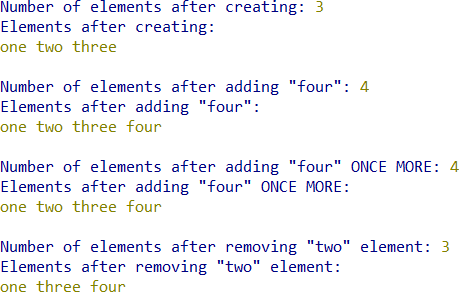 Number of elements after creating: 3
Elements after creating:
one two three
Number of elements after adding "four": 4
Elements after adding "four":
one two three four
Number of elements after adding "four" ONCE MORE: 4
Elements after adding "four" ONCE MORE:
one two three four
Number of elements after removing "two" element: 3
Elements after removing "two" element:
one three four